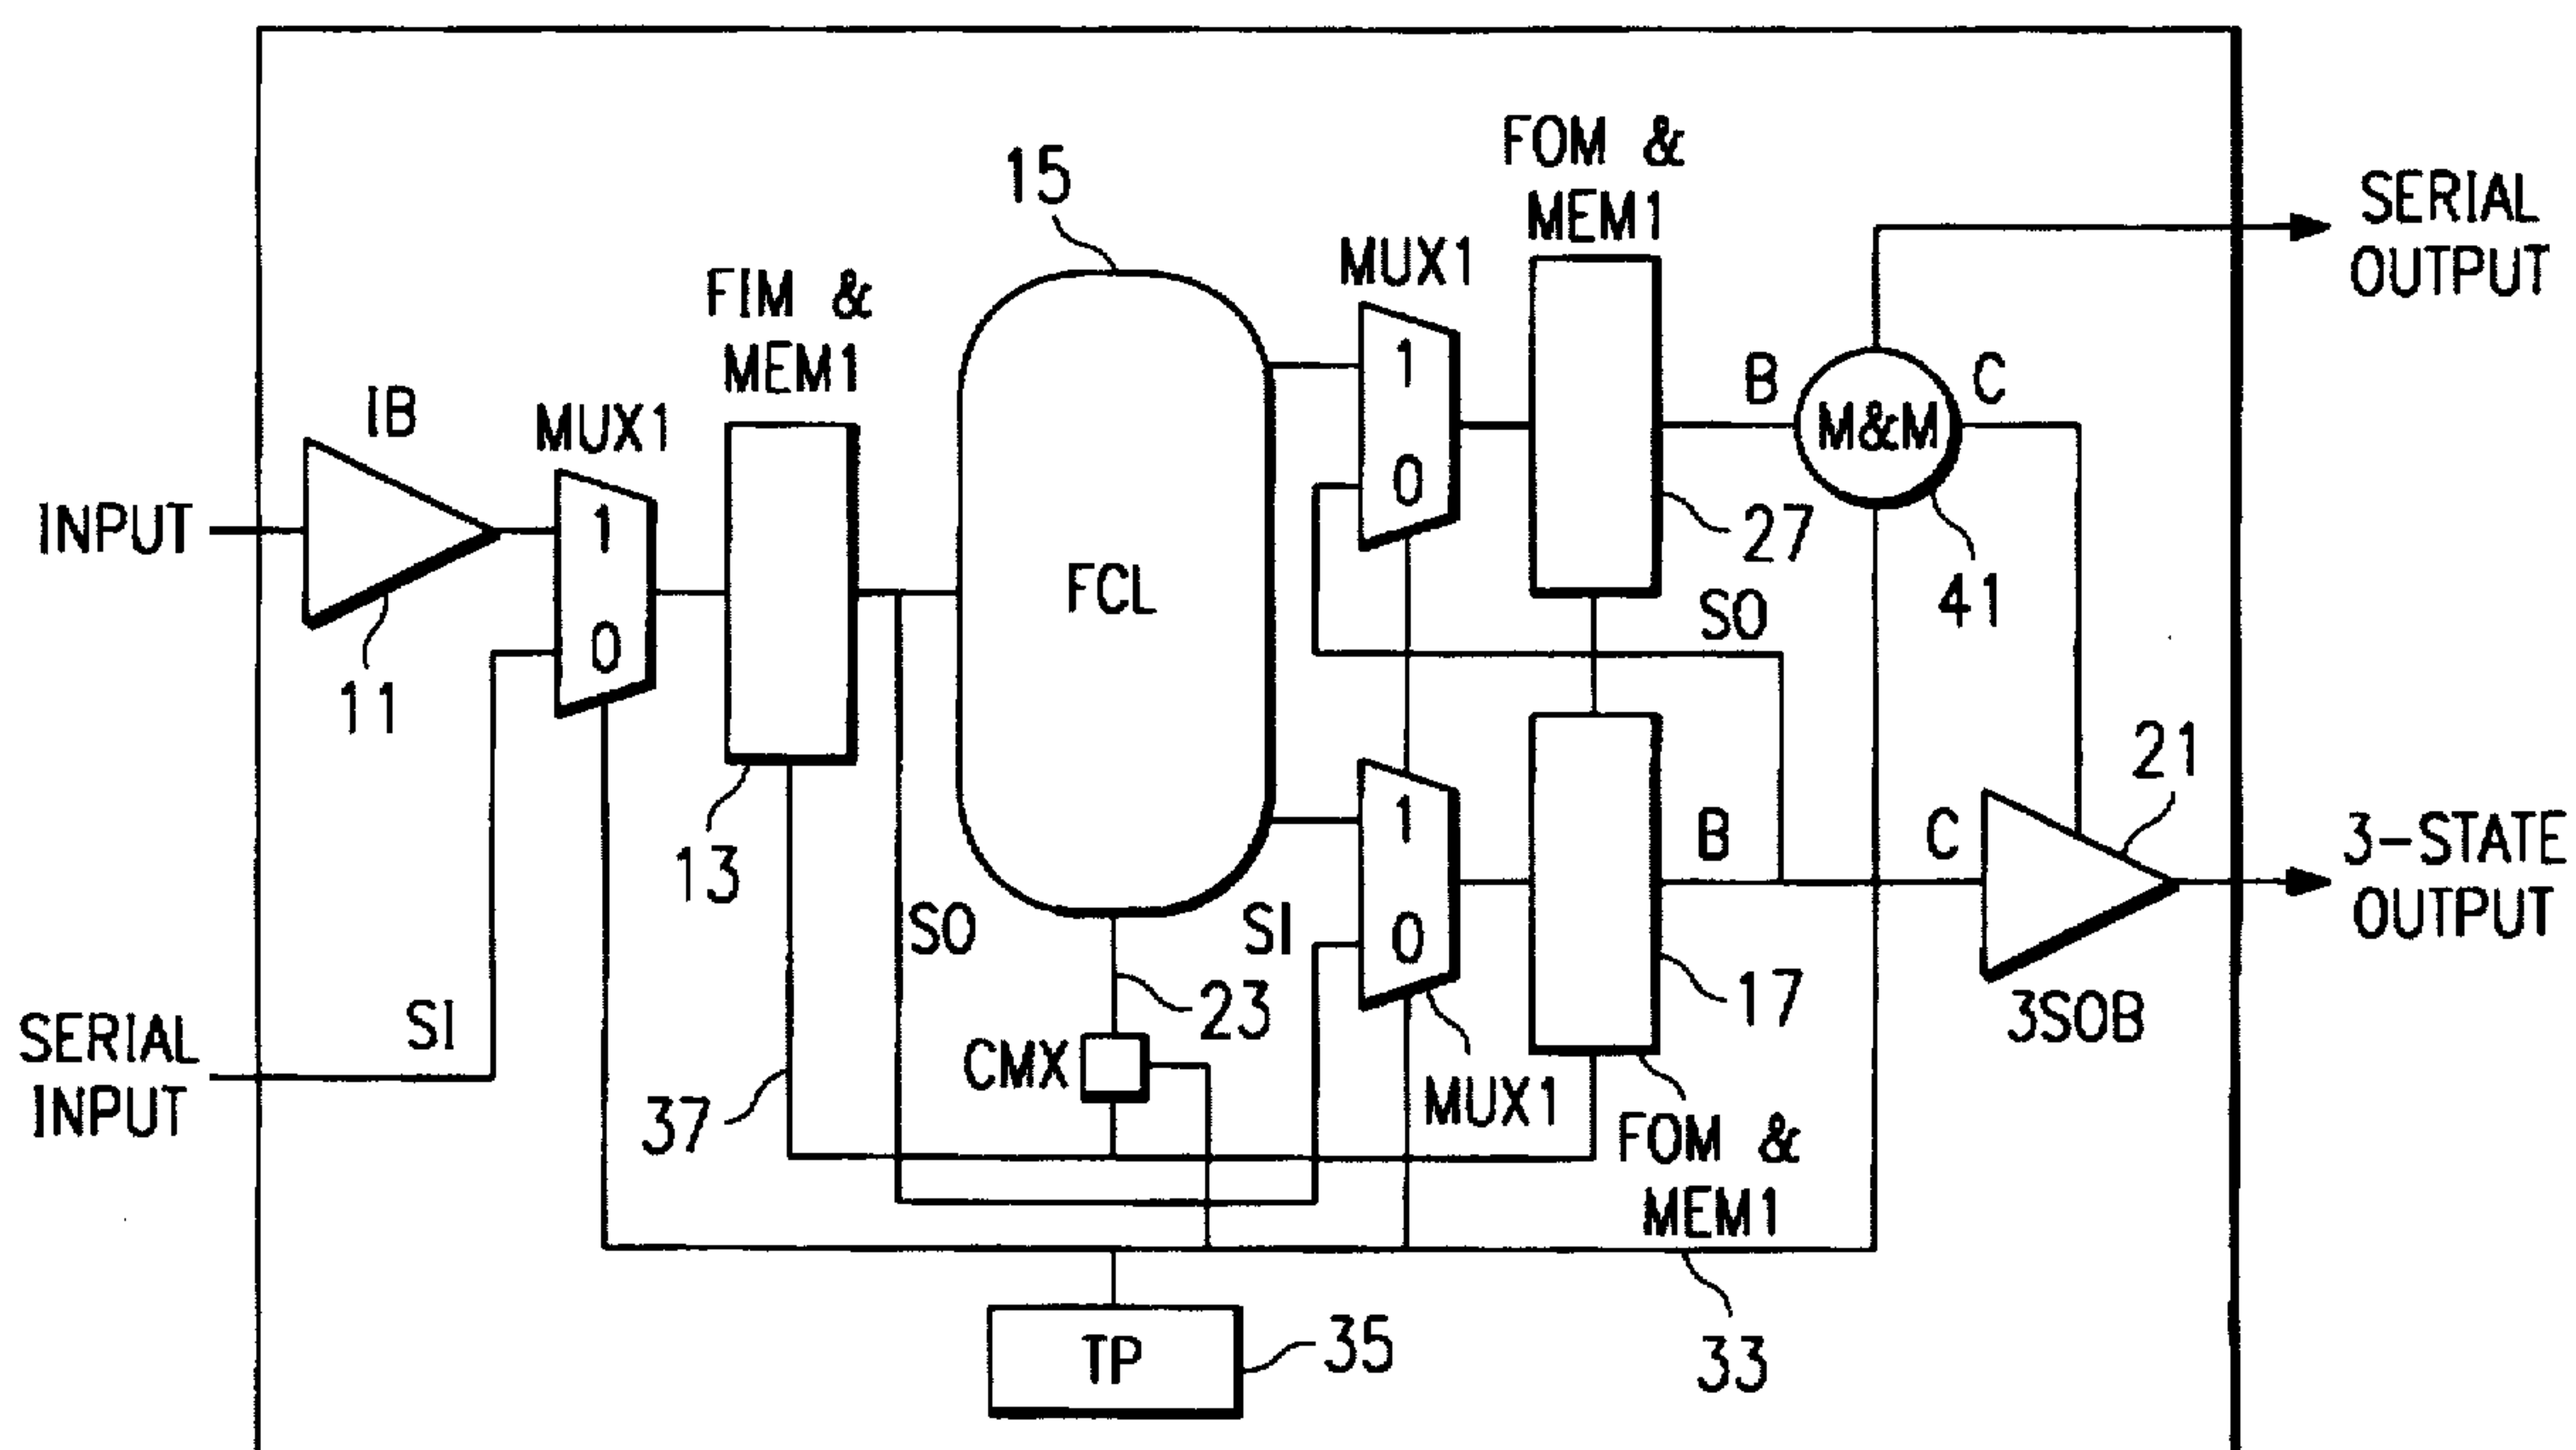 FOM &
MEM1
15
SERIAL
OUTPUT
MUX1
FIM &
MEM1
1
0
B
M&M
C
IB
MUX1
INPUT
1
0
FCL
27
41
SO
11
21
13
1
0
B
C
3-STATE
OUTPUT
SO
SI
23
17
3SOB
SI
SERIAL
INPUT
CMX
37
MUX1
FOM &
MEM1
TP
35
33